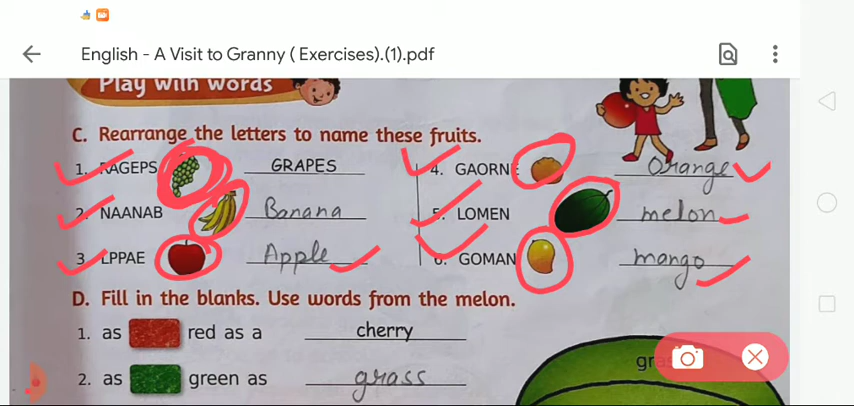 English - A Visit to Granny ( Exercises).(1).pdf
Play with words
C. Rearrange the letters to name these fruits.
1. RAGEPS GRAPES
2. NAANAB Banana
3. LPPAE Apple
4. GAORNE Orange
5. LOMEN melon
6. GOMAN mango
D. Fill in the blanks. Use words from the melon.
1. as red as a cherry
2. as green as grass